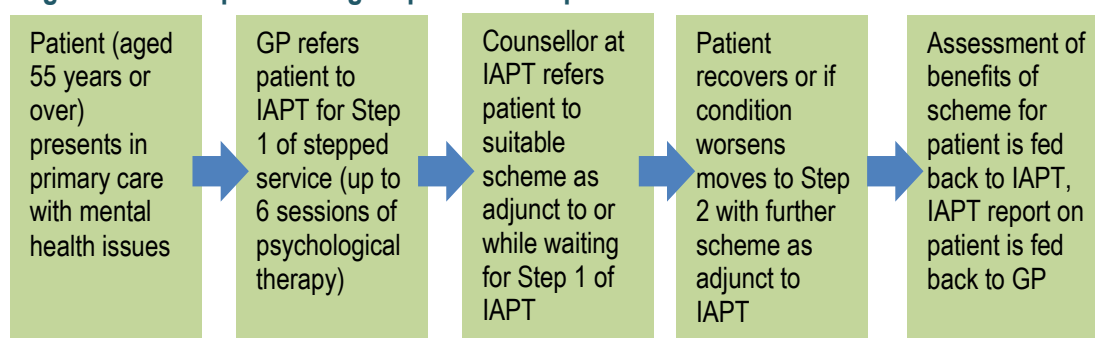 Patient (aged
55 years or
over)
presents in
primary care
with mental
health issues
GP refers
patient to
IAPT for Step
1 of stepped
service (up to
6 sessions of
psychological
therapy)
Counsellor at
IAPT refers
patient to
suitable
scheme as
adjunct to or
while waiting
for Step 1 of
IAPT
Patient
recovers or if
condition
worsens
moves to Step
2 with further
scheme as
adjunct to
IAPT
Assessment of
benefits of
scheme for
patient is fed
back to IAPT,
IAPT report on
patient is fed
back to GP